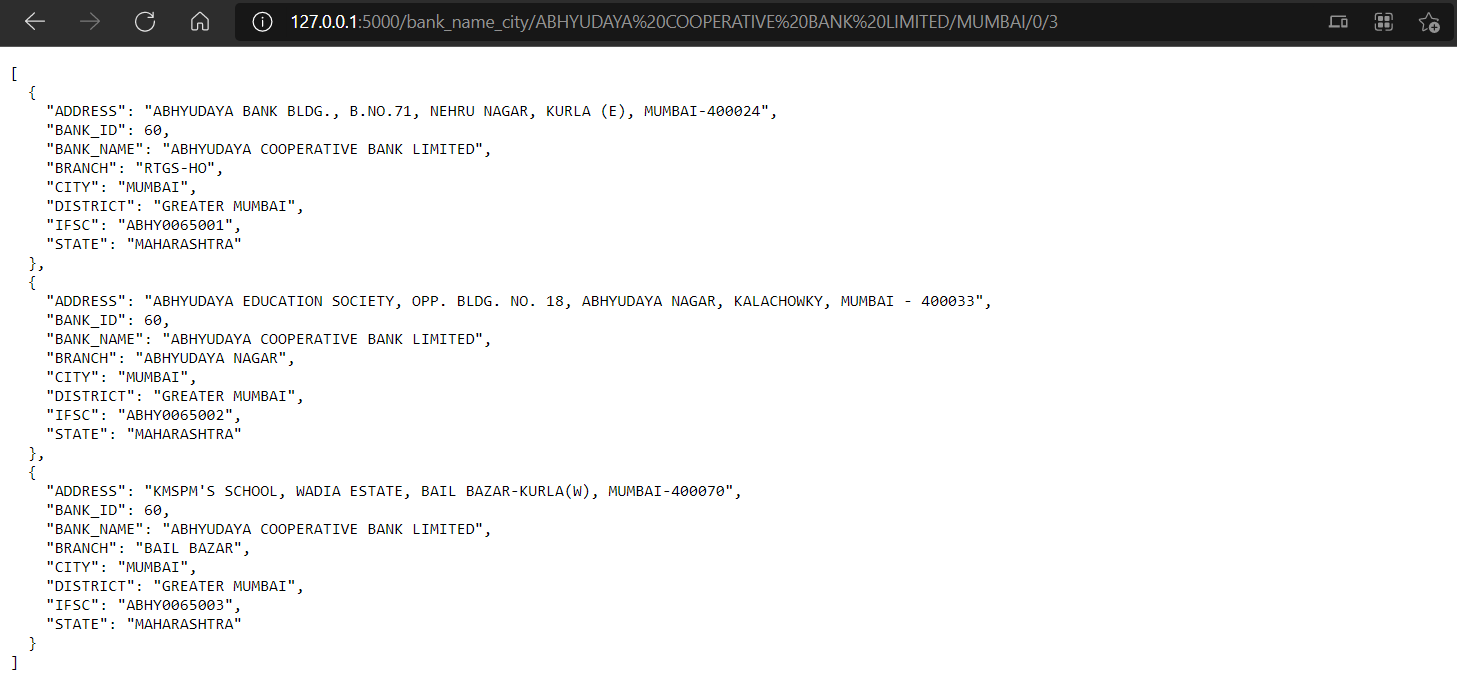 127.0.0.1:5000/bank_name_city/ABHYUDAYA%20COOPERATIVE%20BANK%20LIMITED/MUMBAI/0/3
[
  {
    "ADDRESS": "ABHYUDAYA BANK BLDG., B.NO.71, NEHRU NAGAR, KURLA (E), MUMBAI-400024",
    "BANK_ID": 60,
    "BANK_NAME": "ABHYUDAYA COOPERATIVE BANK LIMITED",
    "BRANCH": "RTGS-HO",
    "CITY": "MUMBAI",
    "DISTRICT": "GREATER MUMBAI",
    "IFSC": "ABHY0065001",
    "STATE": "MAHARASHTRA"
  },
  {
    "ADDRESS": "ABHYUDAYA EDUCATION SOCIETY, OPP. BLDG. NO. 18, ABHYUDAYA NAGAR, KALACHOWKY, MUMBAI - 400033",
    "BANK_ID": 60,
    "BANK_NAME": "ABHYUDAYA COOPERATIVE BANK LIMITED",
    "BRANCH": "ABHYUDAYA NAGAR",
    "CITY": "MUMBAI",
    "DISTRICT": "GREATER MUMBAI",
    "IFSC": "ABHY0065002",
    "STATE": "MAHARASHTRA"
  },
  {
    "ADDRESS": "KMSPM'S SCHOOL, WADIA ESTATE, BAIL BAZAR-KURLA(W), MUMBAI-400070",
    "BANK_ID": 60,
    "BANK_NAME": "ABHYUDAYA COOPERATIVE BANK LIMITED",
    "BRANCH": "BAIL BAZAR",
    "CITY": "MUMBAI",
    "DISTRICT": "GREATER MUMBAI",
    "IFSC": "ABHY0065003",
    "STATE": "MAHARASHTRA"
  }
]